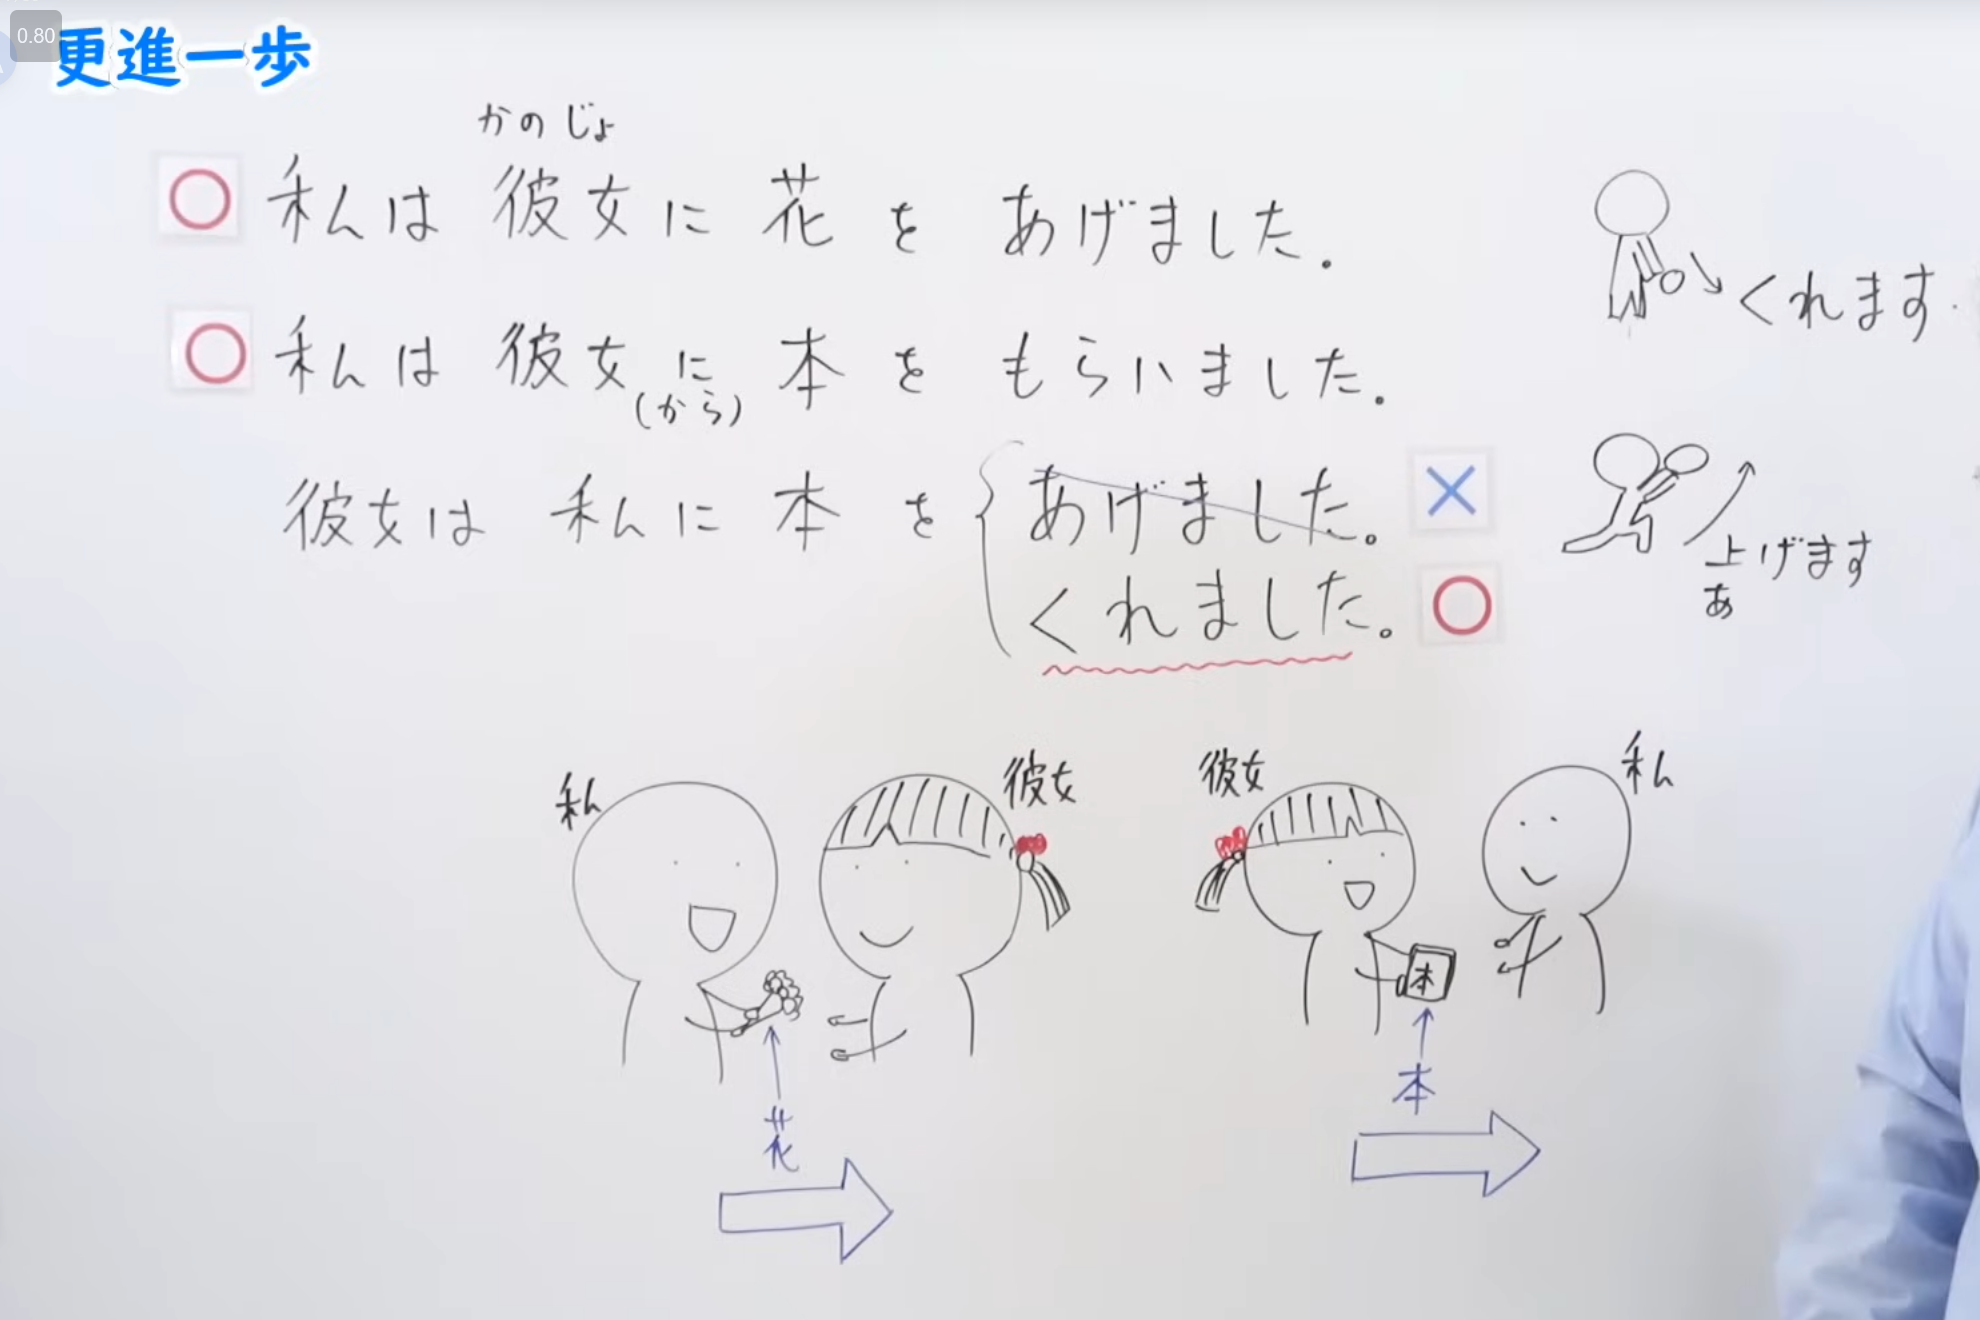 0.80
更進一步
かのじょ
私は 彼女に 花 を あげました.
くれます.
私は 彼女に 本 を もらいました.
(から)
彼女は 私に 本 を あげました。
くれました。
上げます
あ
私
彼女
彼女
私
本
花
本